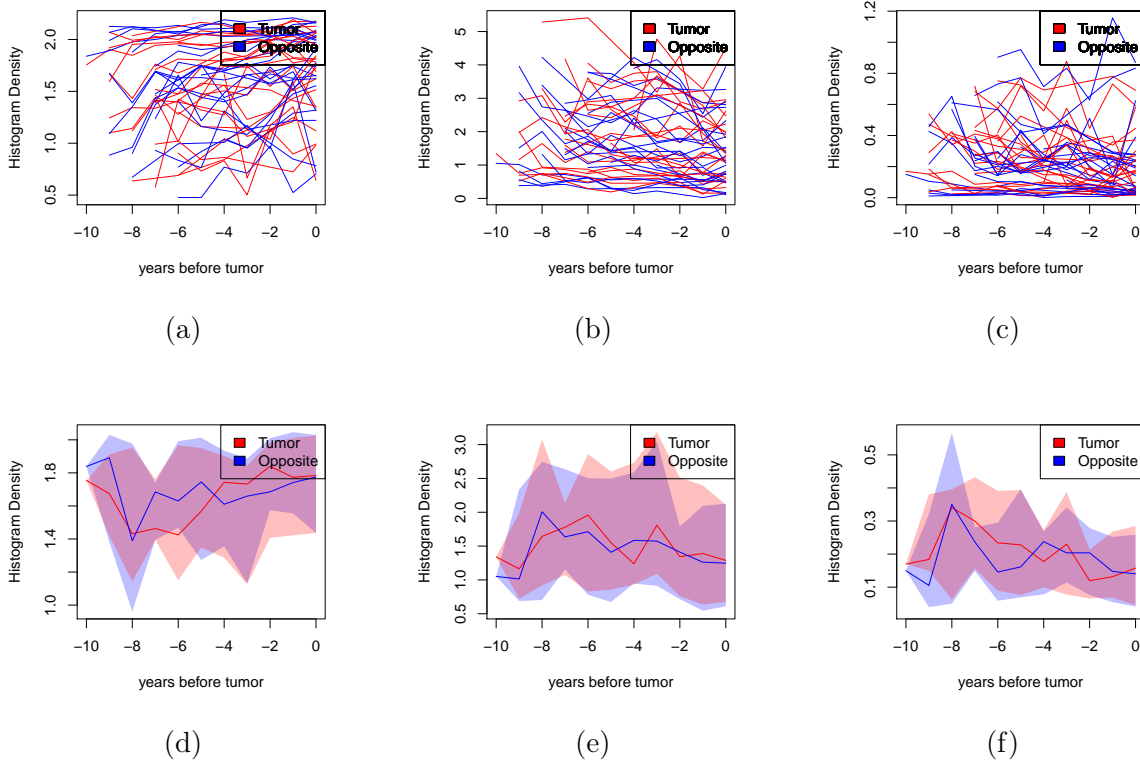 Histogram Density
0.5 1.0 1.5 2.0
Tumor
Opposite
−10 −8 −6 −4 −2 0
years before tumor
(a)
Histogram Density
0 1 2 3 4 5
Tumor
Opposite
−10 −8 −6 −4 −2 0
years before tumor
(b)
Histogram Density
0.0 0.4 0.8 1.2
Tumor
Opposite
−10 −8 −6 −4 −2 0
years before tumor
(c)
Histogram Density
1.0 1.4 1.8
Tumor
Opposite
−10 −8 −6 −4 −2 0
years before tumor
(d)
Histogram Density
0.5 1.0 1.5 2.0 2.5 3.0
Tumor
Opposite
−10 −8 −6 −4 −2 0
years before tumor
(e)
Histogram Density
0.1 0.3 0.5
Tumor
Opposite
−10 −8 −6 −4 −2 0
years before tumor
(f)